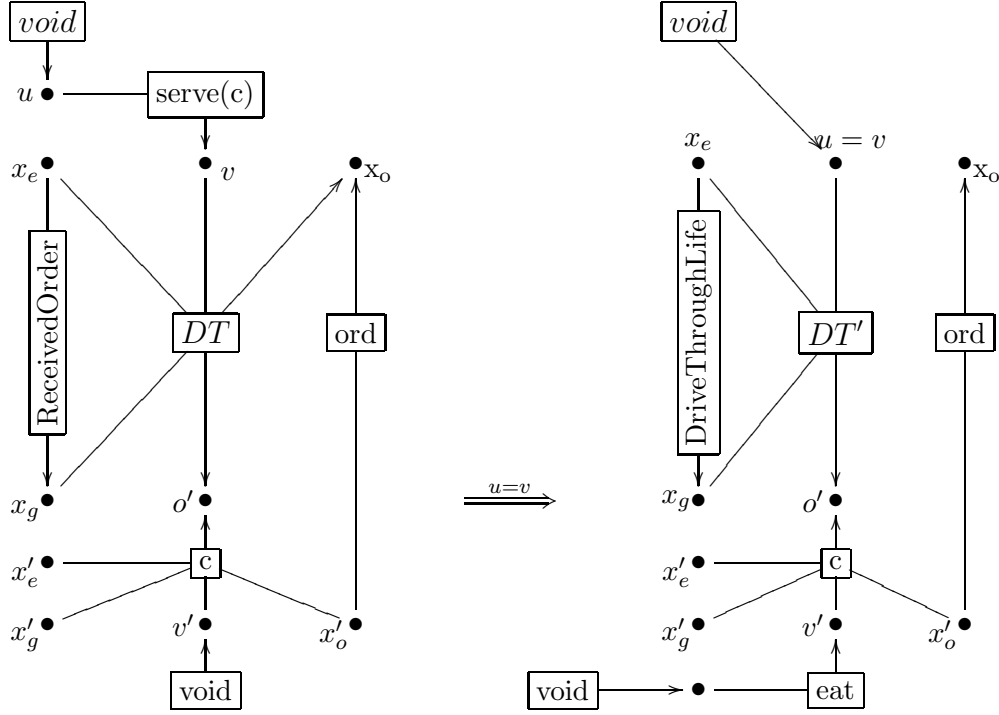 void
void
u
serve(c)
x_e
v
x_o
x_e
u = v
x_o
ReceivedOrder
DT
ord
DriveThroughLife
DT′
ord
x_g
o′
u=v
x_g
o′
x′_e
c
x′_e
c
x′_g
v′
x′_o
x′_g
v′
x′_o
void
void
eat